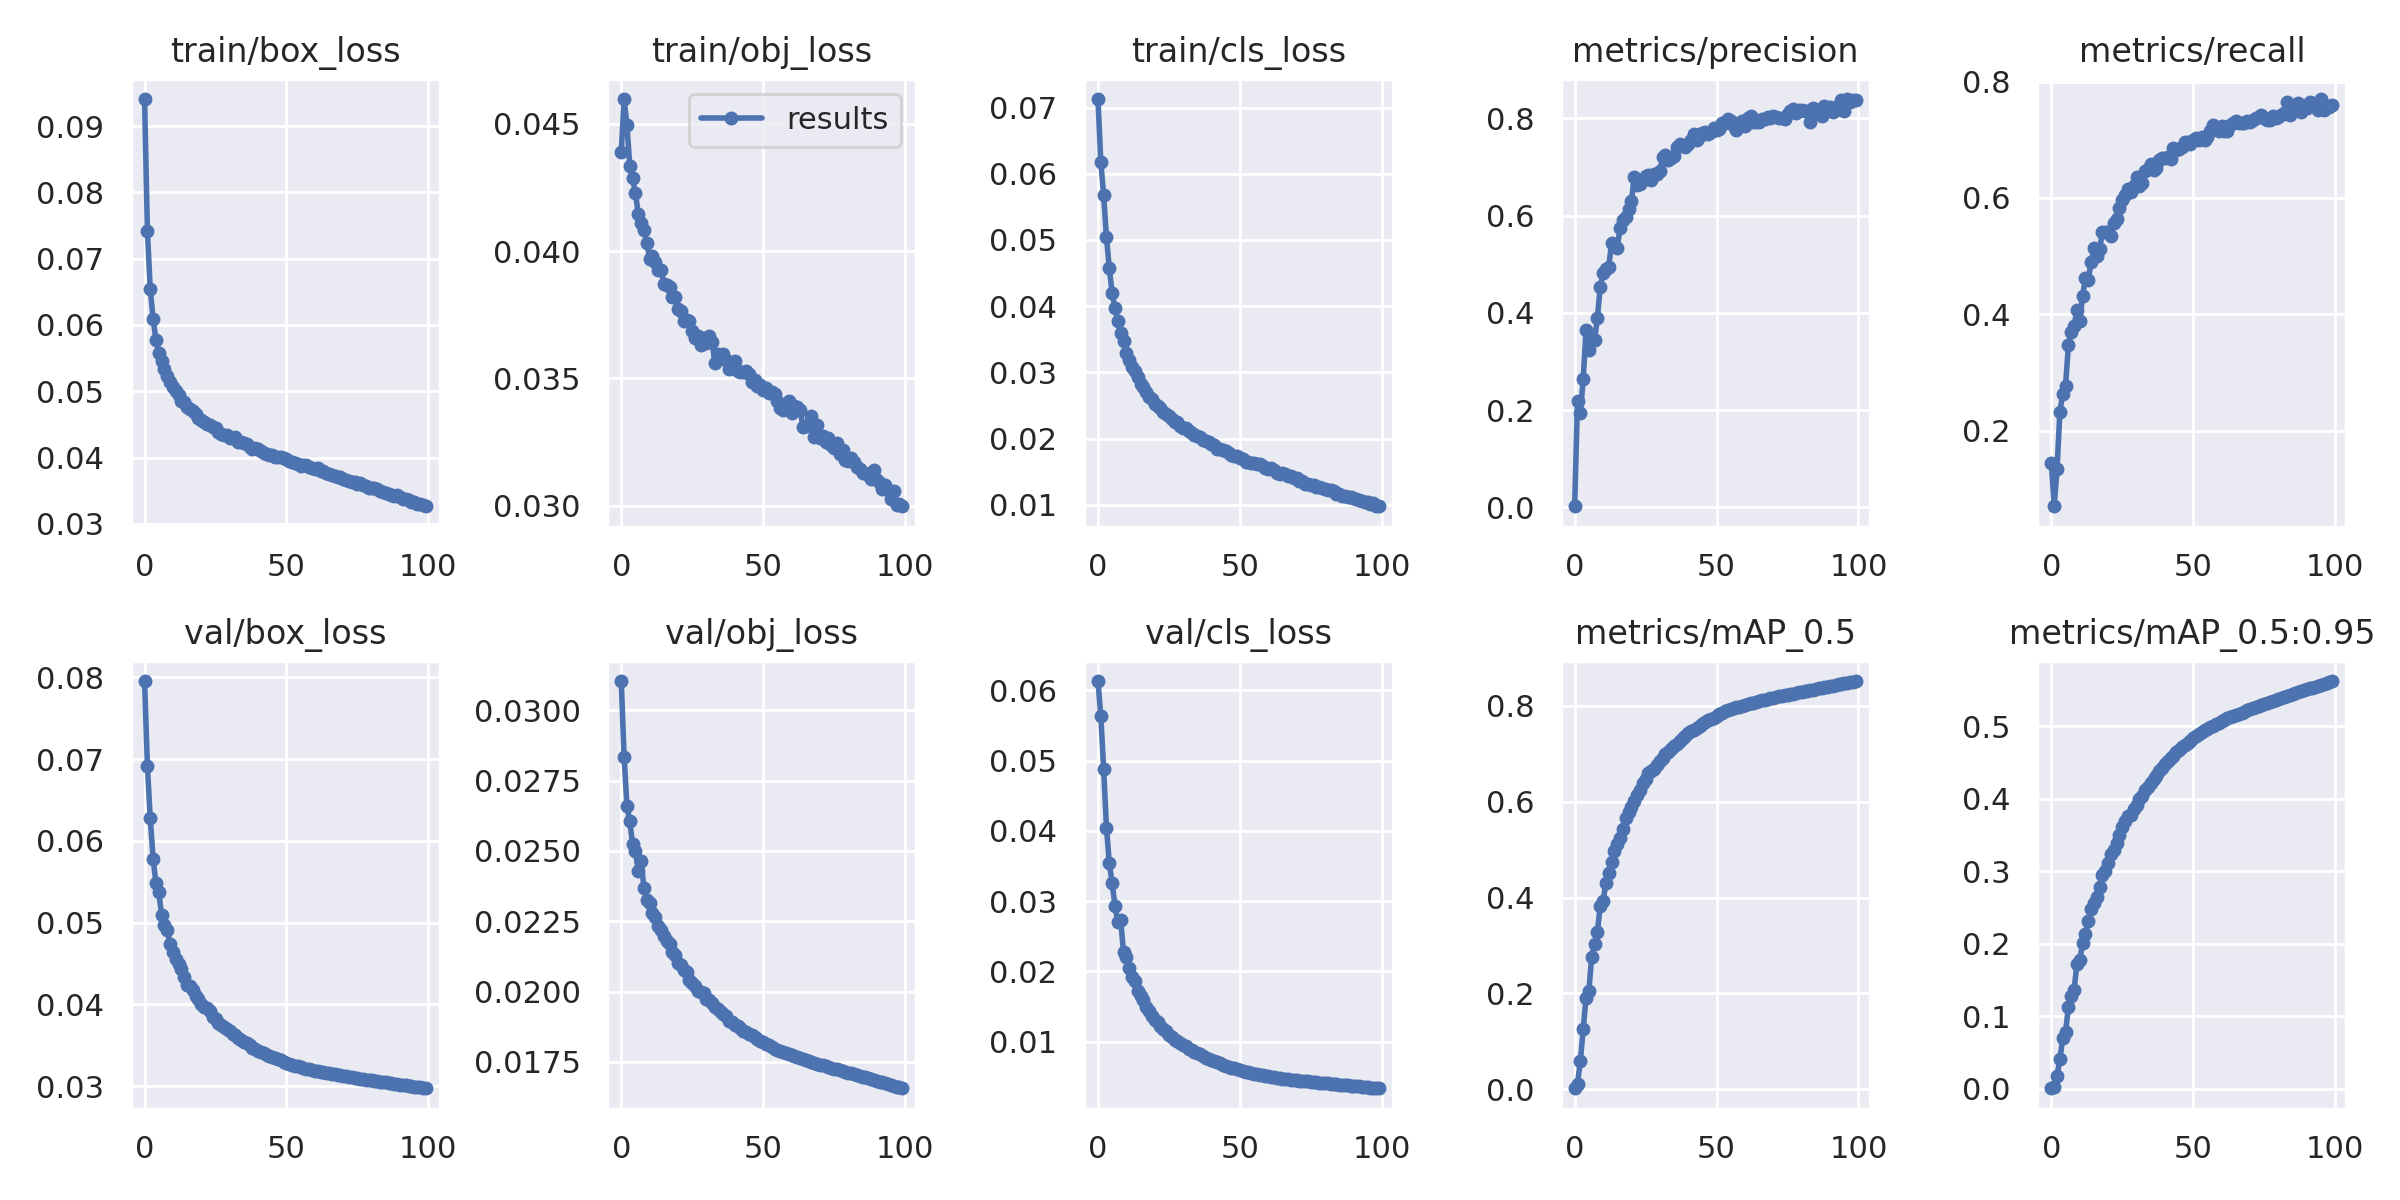 train/box_loss
0.09
0.08
0.07
0.06
0.05
0.04
0.03
0 50 100
train/obj_loss
results
0.045
0.040
0.035
0.030
0 50 100
train/cls_loss
0.07
0.06
0.05
0.04
0.03
0.02
0.01
0 50 100
metrics/precision
0.8
0.6
0.4
0.2
0.0
0 50 100
metrics/recall
0.8
0.6
0.4
0.2
0 50 100
val/box_loss
0.08
0.07
0.06
0.05
0.04
0.03
0 50 100
val/obj_loss
0.0300
0.0275
0.0250
0.0225
0.0200
0.0175
0 50 100
val/cls_loss
0.06
0.05
0.04
0.03
0.02
0.01
0 50 100
metrics/mAP_0.5
0.8
0.6
0.4
0.2
0.0
0 50 100
metrics/mAP_0.5:0.95
0.5
0.4
0.3
0.2
0.1
0.0
0 50 100